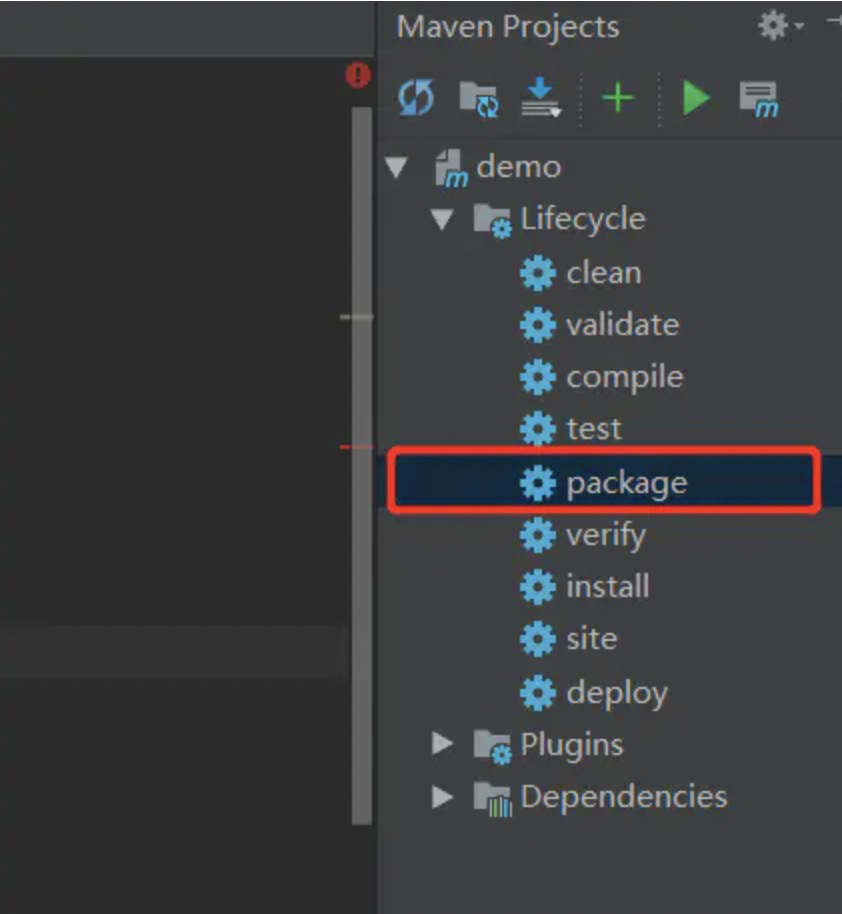 Maven Projects
demo
Lifecycle
clean
validate
compile
test
package
verify
install
site
deploy
Plugins
Dependencies